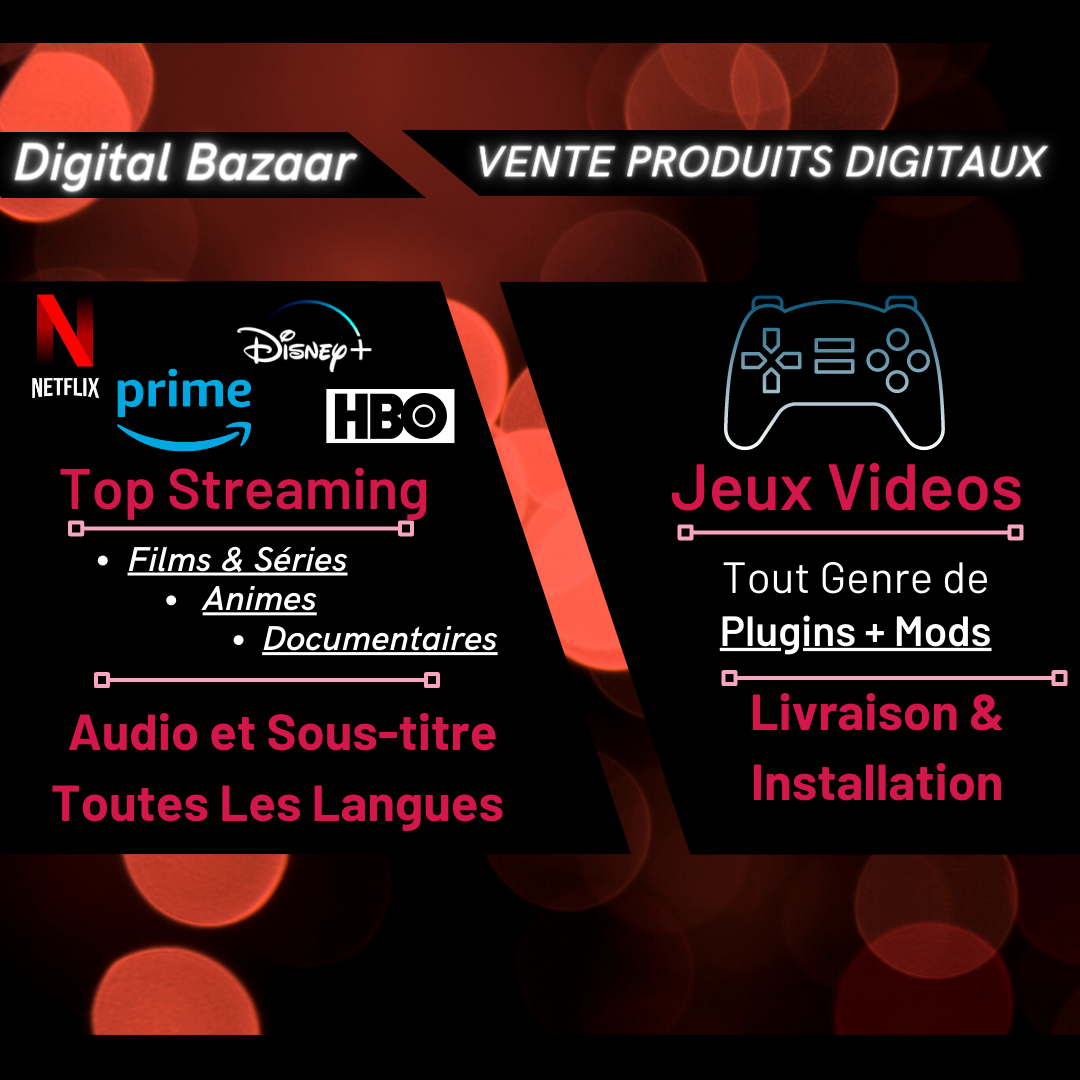 Digital Bazaar
VENTE PRODUITS DIGITAUX
NETFLIX
Disney+
prime
HBO
Top Streaming
• Films & Séries
• Animes
• Documentaires
Audio et Sous-titre
Toutes Les Langues
Jeux Videos
Tout Genre de
Plugins + Mods
Livraison &
Installation